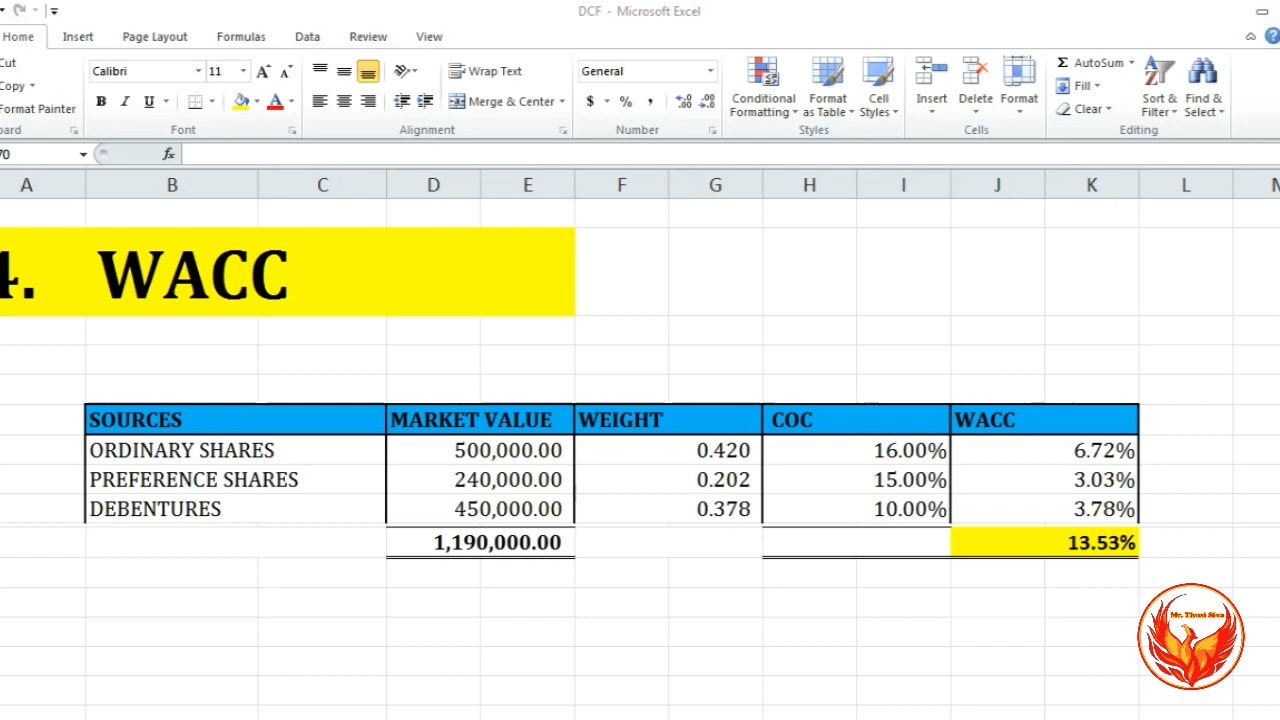 DCF - Microsoft Excel
Home Insert Page Layout Formulas Data Review View
Cut
Copy
Format Painter
Calibri 11
B I U
Font
Wrap Text
Merge & Center
Alignment
General
$ % ,
Number
Conditional Formatting
Format as Table
Cell Styles
Styles
Insert Delete Format
Cells
Σ AutoSum
Fill
Clear
Sort & Filter
Find & Select
Editing
fx
A B C D E F G H I J K L
4. WACC
SOURCES MARKET VALUE WEIGHT COC WACC
ORDINARY SHARES 500,000.00 0.420 16.00% 6.72%
PREFERENCE SHARES 240,000.00 0.202 15.00% 3.03%
DEBENTURES 450,000.00 0.378 10.00% 3.78%
1,190,000.00 13.53%